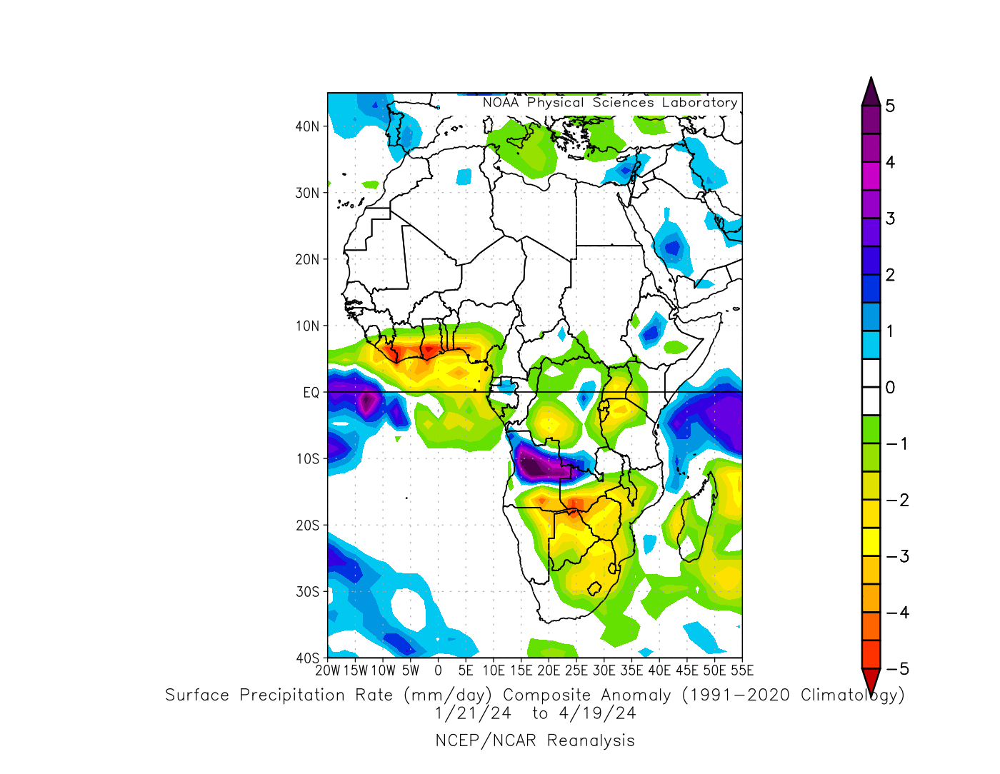 NOAA Physical Sciences Laboratory
40N
30N
20N
10N
EQ
10S
20S
30S
40S
20W 15W 10W 5W 0 5E 10E 15E 20E 25E 30E 35E 40E 45E 50E 55E
5
4
3
2
1
0
−1
−2
−3
−4
−5
Surface Precipitation Rate (mm/day) Composite Anomaly (1991−2020 Climatology)
1/21/24 to 4/19/24
NCEP/NCAR Reanalysis